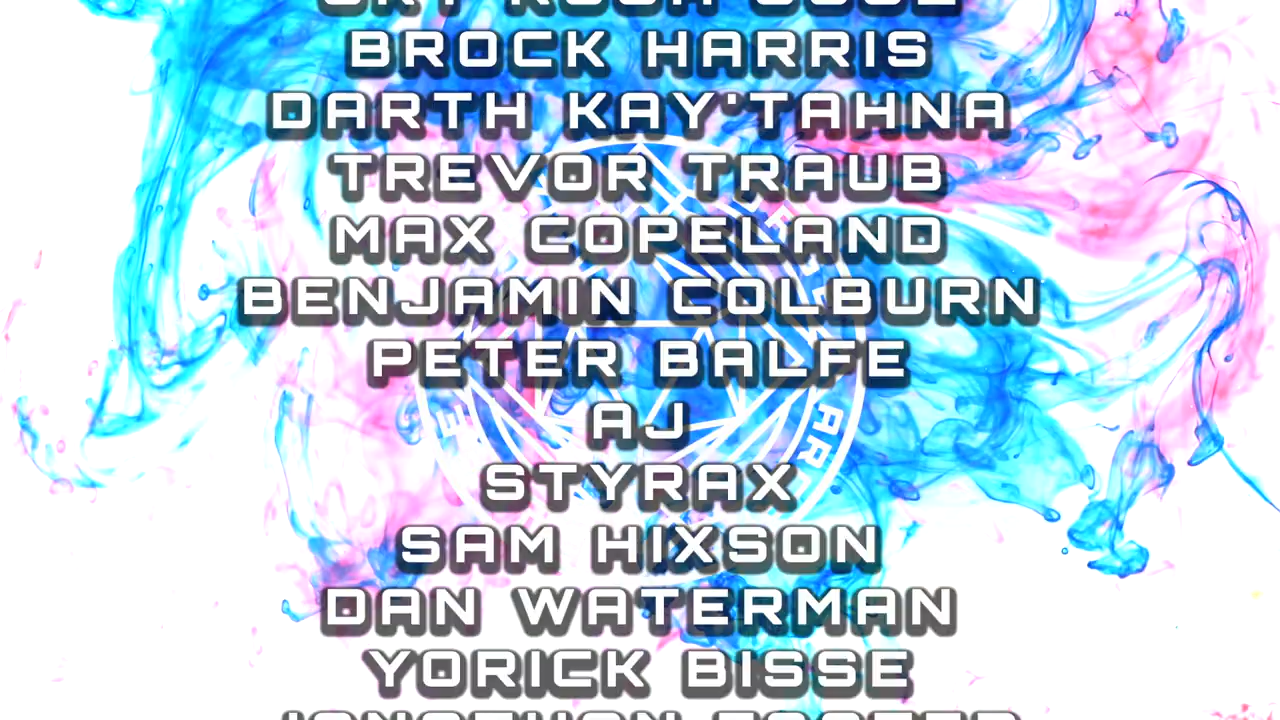 BROCK HARRIS
DARTH KAY'TAHNA
TREVOR TRAUB
MAX COPELAND
BENJAMIN COLBURN
PETER BALFE
AJ
STYRAX
SAM HIXSON
DAN WATERMAN
YORICK BISSE